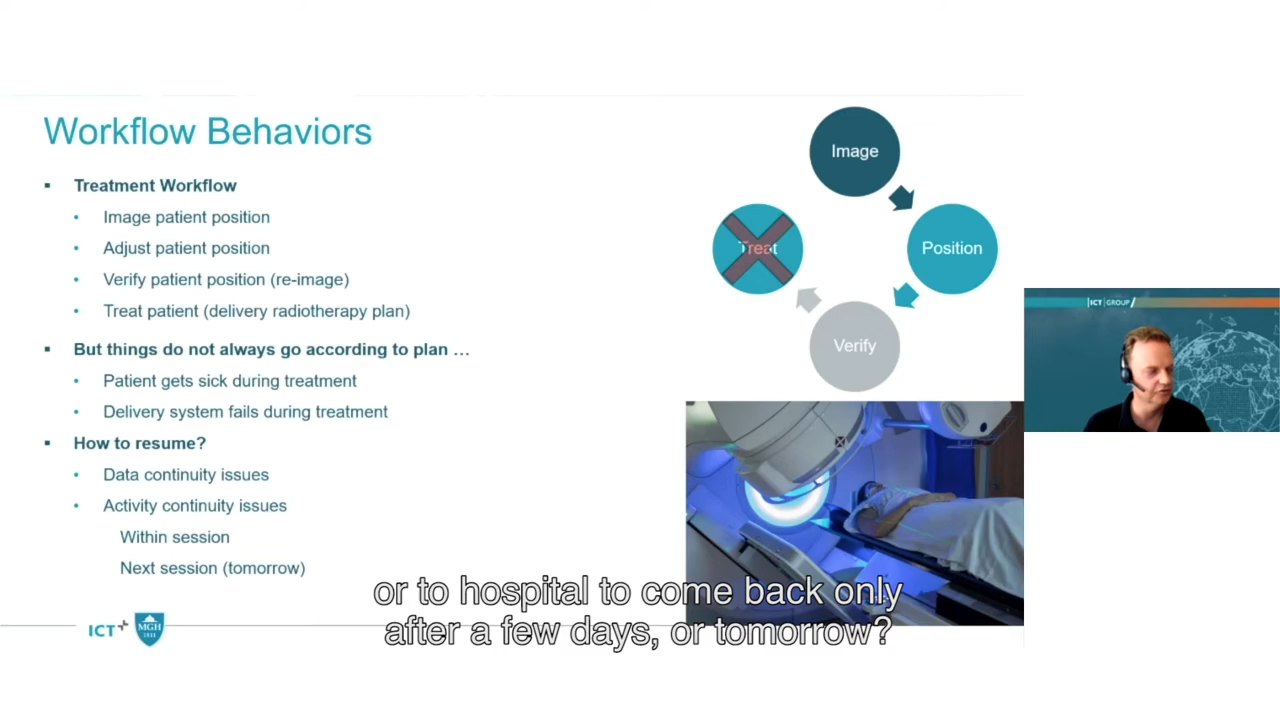 Workflow Behaviors
Treatment Workflow
Image patient position
Adjust patient position
Verify patient position (re-image)
Treat patient (delivery radiotherapy plan)
But things do not always go according to plan …
Patient gets sick during treatment
Delivery system fails during treatment
How to resume?
Data continuity issues
Activity continuity issues
Within session
Next session (tomorrow)
Image
Treat
Position
Verify
ICT GROUP
ICT
MGH
1811
or to hospital to come back only
after a few days, or tomorrow?